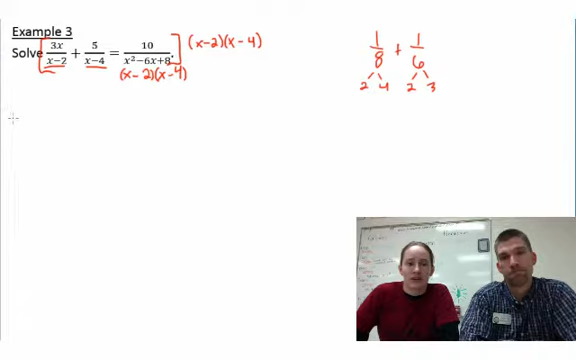 Example 3
Solve [3x/(x−2) + 5/(x−4) = 10/(x²−6x+8).] (x−2)(x−4)
(x−2)(x−4)
1/8 + 1/6
2 4 2 3